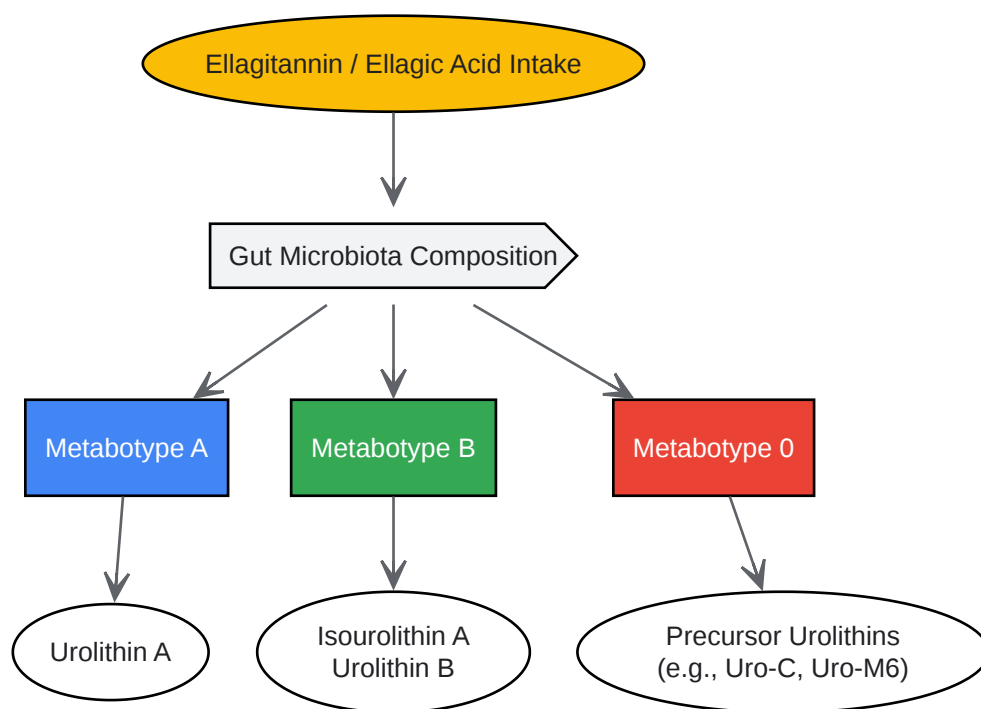 Ellagitannin / Ellagic Acid Intake
Gut Microbiota Composition
Metabotype A
Metabotype B
Metabotype 0
Urolithin A
Isourolithin A
Urolithin B
Precursor Urolithins
(e.g., Uro-C, Uro-M6)